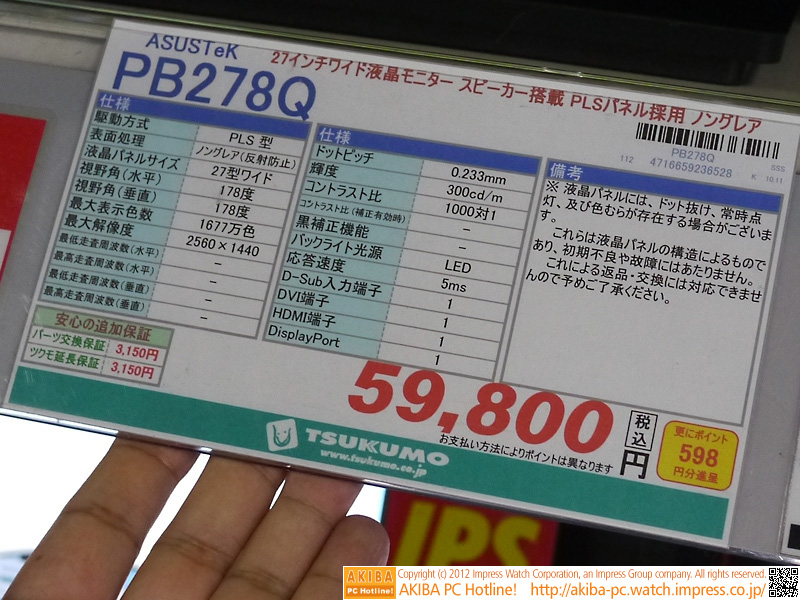 ASUSTeK
PB278Q
27インチワイド液晶モニター スピーカー搭載 PLSパネル採用 ノングレア
PB278Q
112 4716659236528
SSS
K 10.11
仕様
駆動方式 PLS 型
表面処理 ノングレア(反射防止)
液晶パネルサイズ 27型ワイド
視野角(水平) 178度
視野角(垂直) 178度
最大表示色数 1677万色
最大解像度 2560×1440
最低走査周波数(水平) -
最高走査周波数(水平) -
最低走査周波数(垂直) -
最高走査周波数(垂直) -
仕様
ドットピッチ 0.233mm
輝度 300cd/m
コントラスト比 1000対1
コントラスト比 (補正有効時) -
黒補正機能 -
バックライト光源 LED
応答速度 5ms
D-Sub入力端子 1
DVI端子 1
HDMI端子 1
DisplayPort 1
備考
※ 液晶パネルには、ドット抜け、常時点
灯、及び色むらが存在する場合がございま
す。
これらは液晶パネルの構造によるもので
あり、初期不良や故障にはあたりません。
これによる返品・交換には対応できませ
んので予めご了承ください。
安心の追加保証
パーツ交換保証 3,150円
ツクモ延長保証 3,150円
59,800
税込
円
更にポイント
598
円分進呈
お支払い方法によりポイントは異なります
TSUKUMO
www.tsukumo.co.jp
IPS
AKIBA
PC Hotline!
Copyright (c) 2012 Impress Watch Corporation, an Impress Group company. All rights reserved.
AKIBA PC Hotline! http://akiba-pc.watch.impress.co.jp/